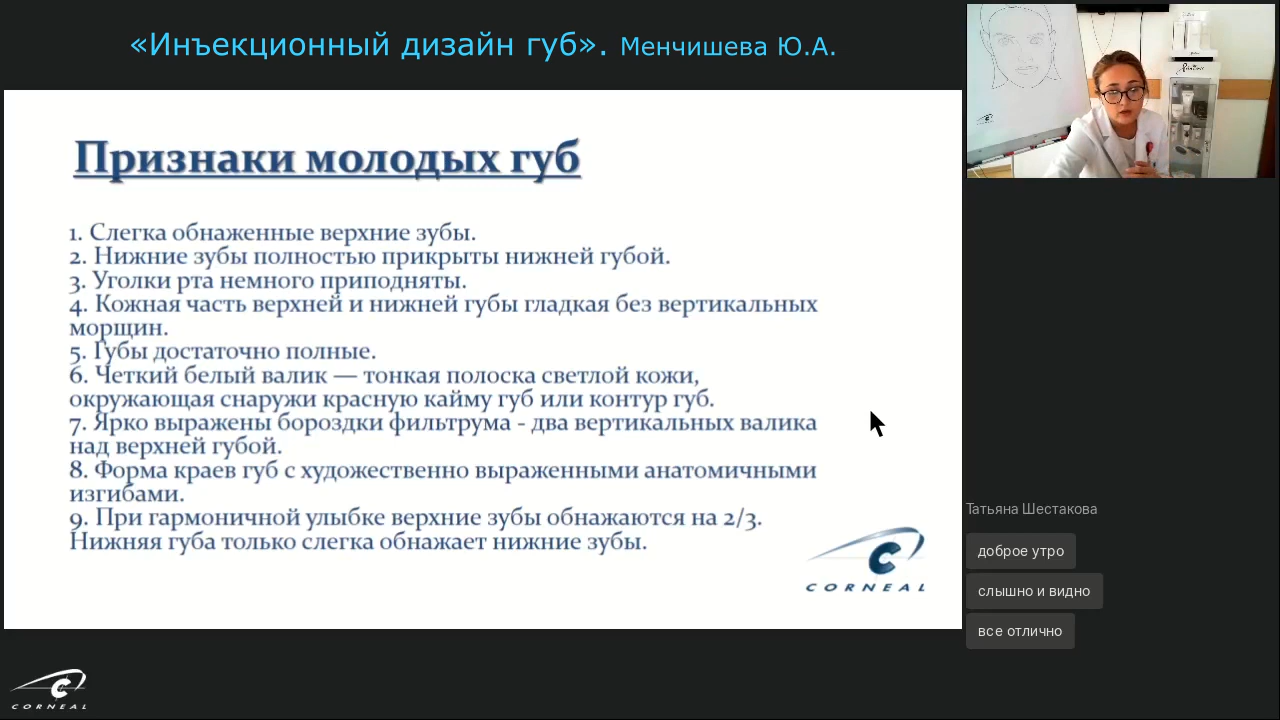 «Инъекционный дизайн губ». Менчишева Ю.А.
Признаки молодых губ
1. Слегка обнаженные верхние зубы.
2. Нижние зубы полностью прикрыты нижней губой.
3. Уголки рта немного приподняты.
4. Кожная часть верхней и нижней губы гладкая без вертикальных
морщин.
5. Губы достаточно полные.
6. Четкий белый валик — тонкая полоска светлой кожи,
окружающая снаружи красную кайму губ или контур губ.
7. Ярко выражены бороздки фильтрума - два вертикальных валика
над верхней губой.
8. Форма краев губ с художественно выраженными анатомичными
изгибами.
9. При гармоничной улыбке верхние зубы обнажаются на 2/3.
Нижняя губа только слегка обнажает нижние зубы.
C
CORNEAL
Татьяна Шестакова
доброе утро
слышно и видно
все отлично
C
CORNEAL